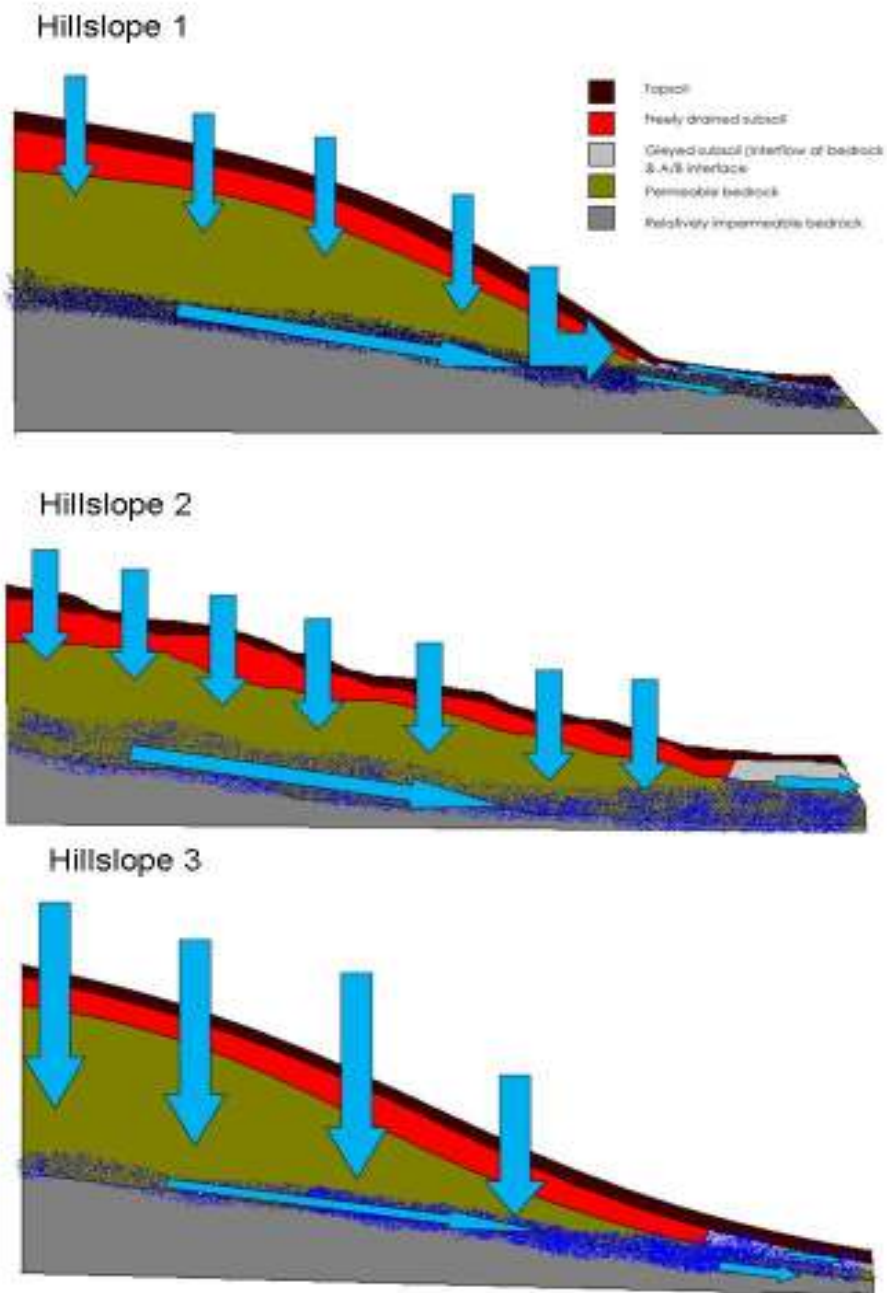 Hillslope 1
Topsoil
Freely drained subsoil
Gleyed subsoil (Interflow at bedrock
& A/B interface
Permeable bedrock
Relatively impermeable bedrock
Hillslope 2
Hillslope 3